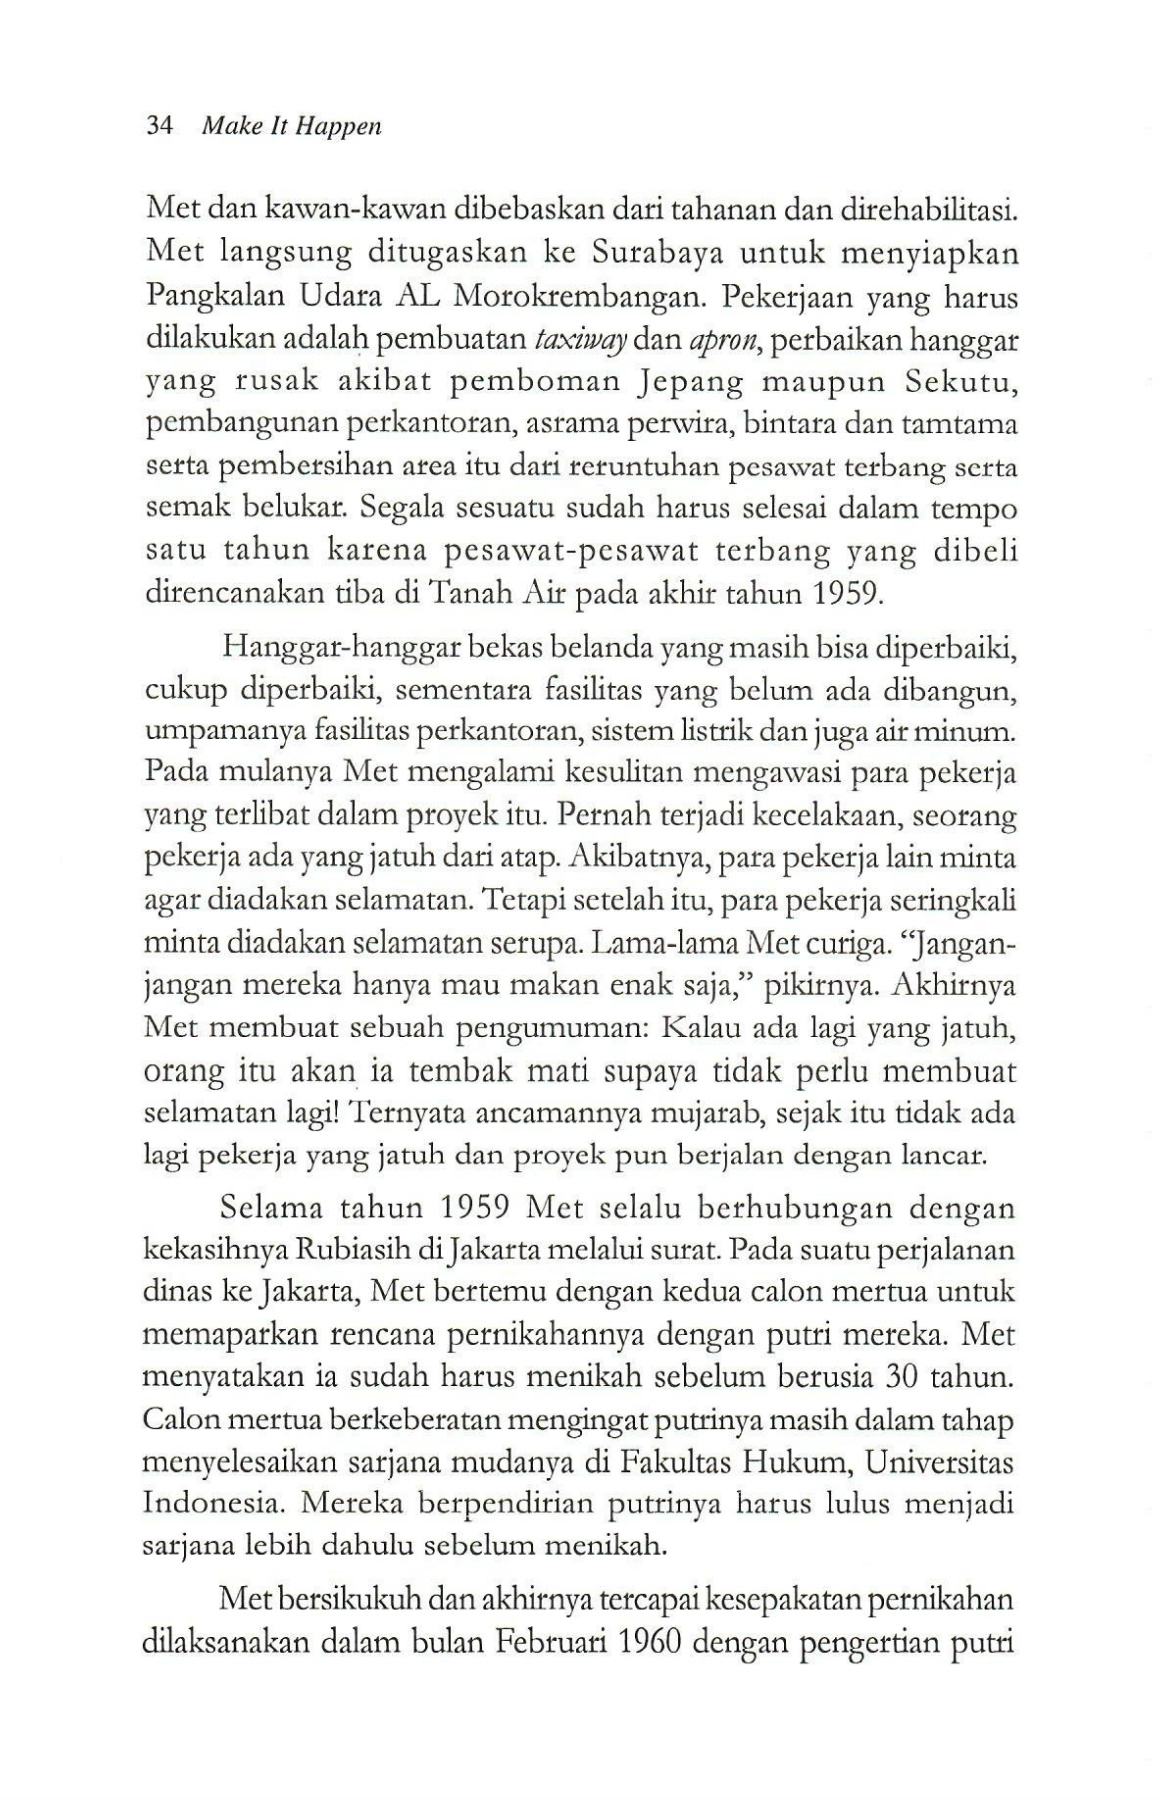 34 Make It Happen
Met dan kawan-kawan dibebaskan dari tahanan dan direhabilitasi.
Met langsung ditugaskan ke Surabaya untuk menyiapkan
Pangkalan Udara AL Morokrembangan. Pekerjaan yang harus
dilakukan adalah pembuatan taxiway dan apron, perbaikan hanggar
yang rusak akibat pemboman Jepang maupun Sekutu,
pembangunan perkantoran, asrama perwira, bintara dan tamtama
serta pembersihan area itu dari reruntuhan pesawat terbang serta
semak belukar. Segala sesuatu sudah harus selesai dalam tempo
satu tahun karena pesawat-pesawat terbang yang dibeli
direncanakan tiba di Tanah Air pada akhir tahun 1959.
Hanggar-hanggar bekas belanda yang masih bisa diperbaiki,
cukup diperbaiki, sementara fasilitas yang belum ada dibangun,
umpamanya fasilitas perkantoran, sistem listrik dan juga air minum.
Pada mulanya Met mengalami kesulitan mengawasi para pekerja
yang terlibat dalam proyek itu. Pernah terjadi kecelakaan, seorang
pekerja ada yang jatuh dari atap. Akibatnya, para pekerja lain minta
agar diadakan selamatan. Tetapi setelah itu, para pekerja seringkali
minta diadakan selamatan serupa. Lama-lama Met curiga. “Jangan-
jangan mereka hanya mau makan enak saja,” pikirnya. Akhirnya
Met membuat sebuah pengumuman: Kalau ada lagi yang jatuh,
orang itu akan ia tembak mati supaya tidak perlu membuat
selamatan lagi! Ternyata ancamannya mujarab, sejak itu tidak ada
lagi pekerja yang jatuh dan proyek pun berjalan dengan lancar.
Selama tahun 1959 Met selalu berhubungan dengan
kekasihnya Rubiasih di Jakarta melalui surat. Pada suatu perjalanan
dinas ke Jakarta, Met bertemu dengan kedua calon mertua untuk
memaparkan rencana pernikahannya dengan putri mereka. Met
menyatakan ia sudah harus menikah sebelum berusia 30 tahun.
Calon mertua berkeberatan mengingat putrinya masih dalam tahap
menyelesaikan sarjana mudanya di Fakultas Hukum, Universitas
Indonesia. Mereka berpendirian putrinya harus lulus menjadi
sarjana lebih dahulu sebelum menikah.
Met bersikukuh dan akhirnya tercapai kesepakatan pernikahan
dilaksanakan dalam bulan Februari 1960 dengan pengertian putri